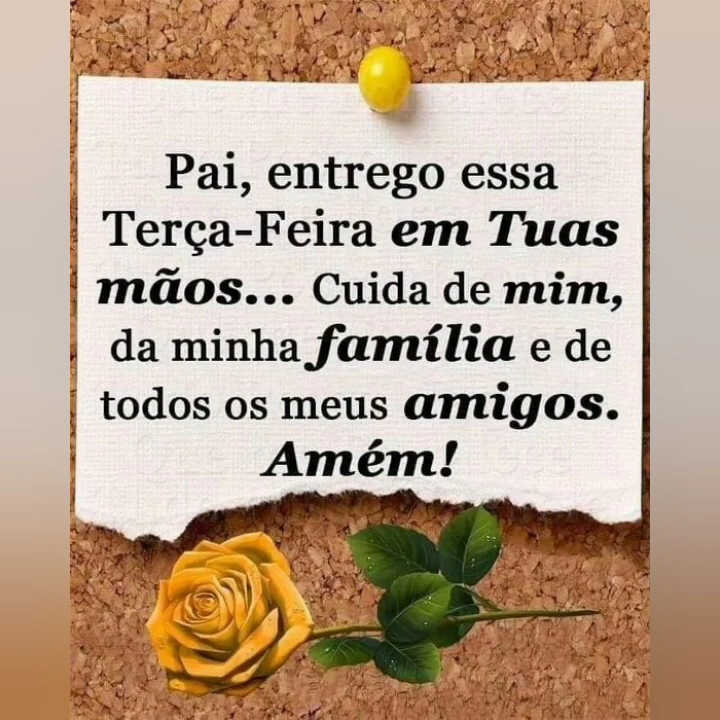 Pai, entrego essa
Terça-Feira em Tuas
mãos... Cuida de mim,
da minha família e de
todos os meus amigos.
Amém!